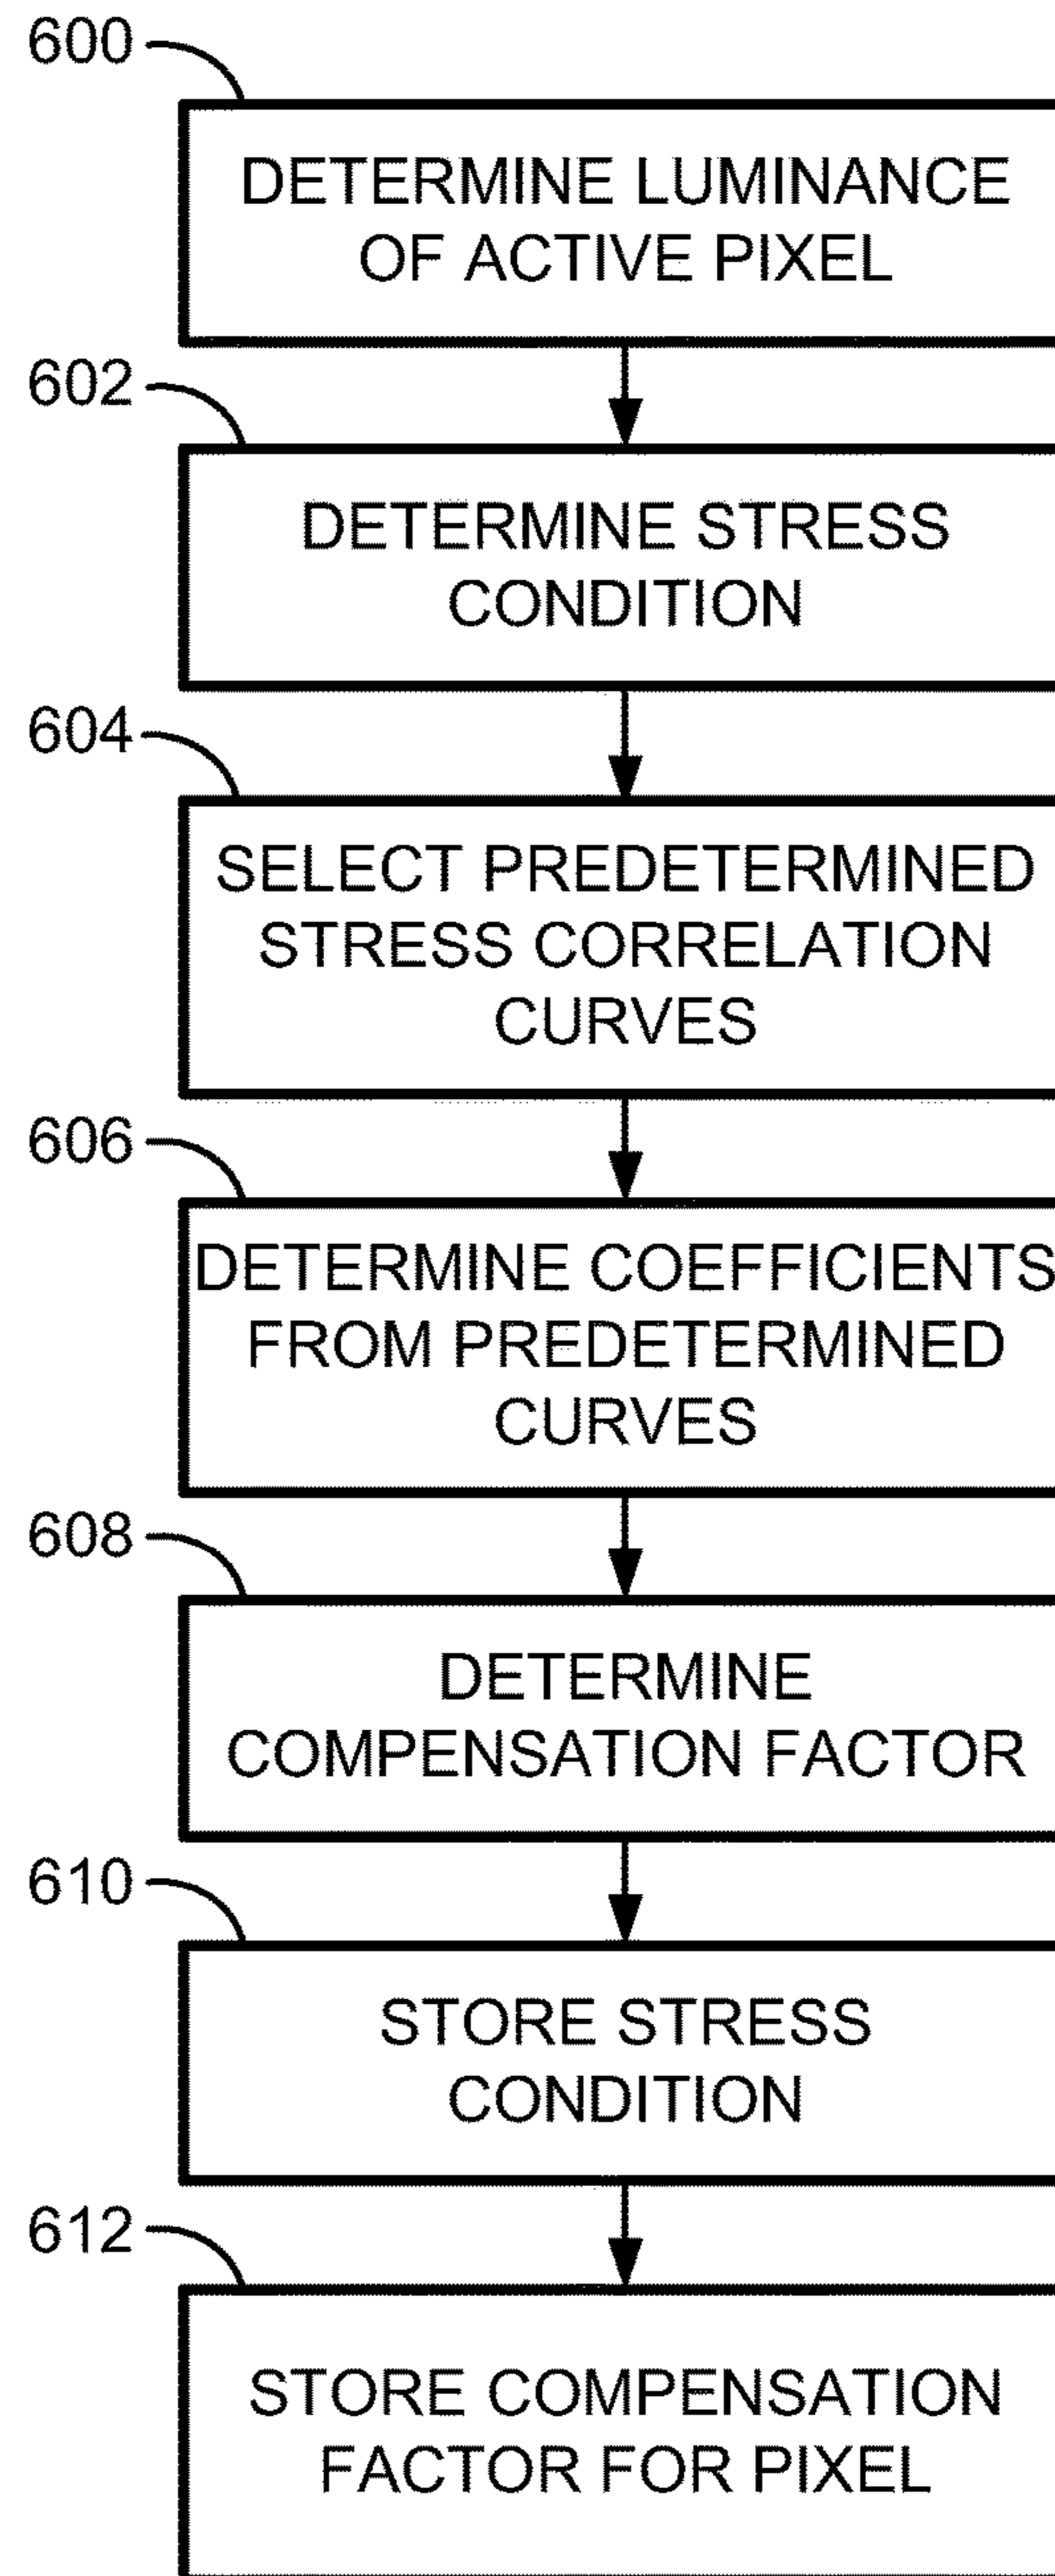 600
DETERMINE LUMINANCE
OF ACTIVE PIXEL
602
DETERMINE STRESS
CONDITION
604
SELECT PREDETERMINED
STRESS CORRELATION
CURVES
606
DETERMINE COEFFICIENTS
FROM PREDETERMINED
CURVES
608
DETERMINE
COMPENSATION FACTOR
610
STORE STRESS
CONDITION
612
STORE COMPENSATION
FACTOR FOR PIXEL